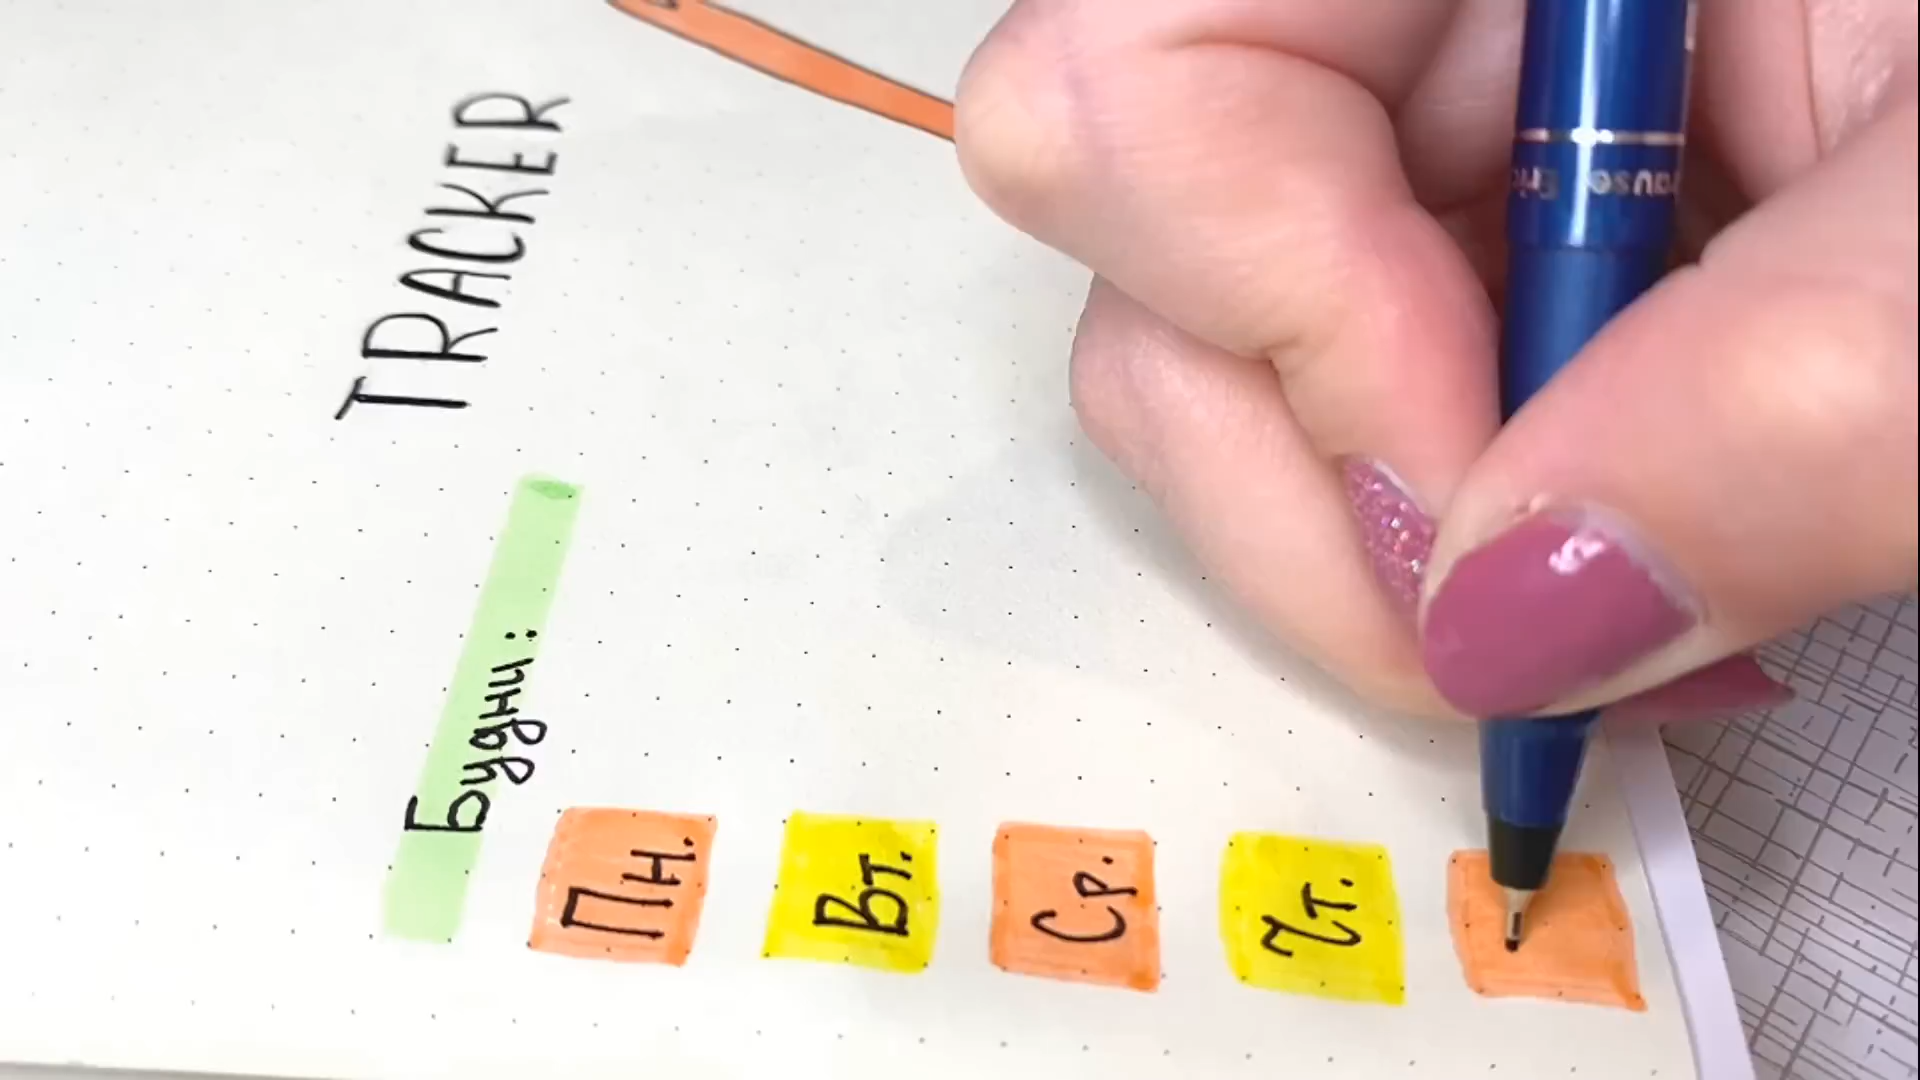 TRACKER
Будни:
Пн.
Вт.
Ср.
Чт.